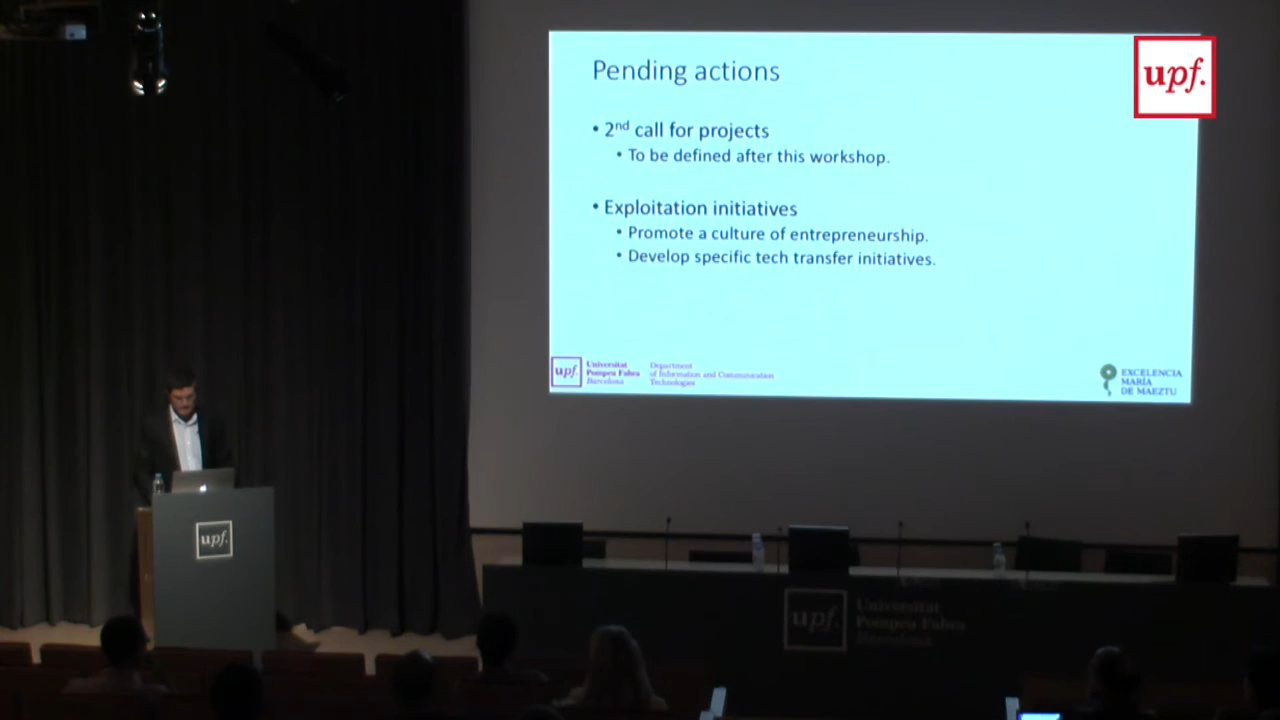 Pending actions
upf.
• 2nd call for projects
• To be defined after this workshop.
• Exploitation initiatives
• Promote a culture of entrepreneurship.
• Develop specific tech transfer initiatives.
upf.
Universitat
Pompeu Fabra
Barcelona
Department
of Information and Communication
Technologies
EXCELENCIA
MARÍA
DE MAEZTU
upf.
upf.
Universitat
Pompeu Fabra
Barcelona